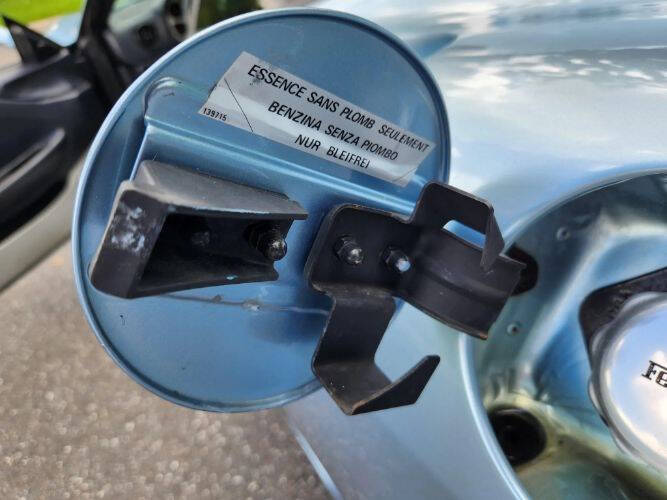 ESSENCE SANS PLOMB SEULEMENT
BENZINA SENZA PIOMBO
NUR BLEIFREI
139715